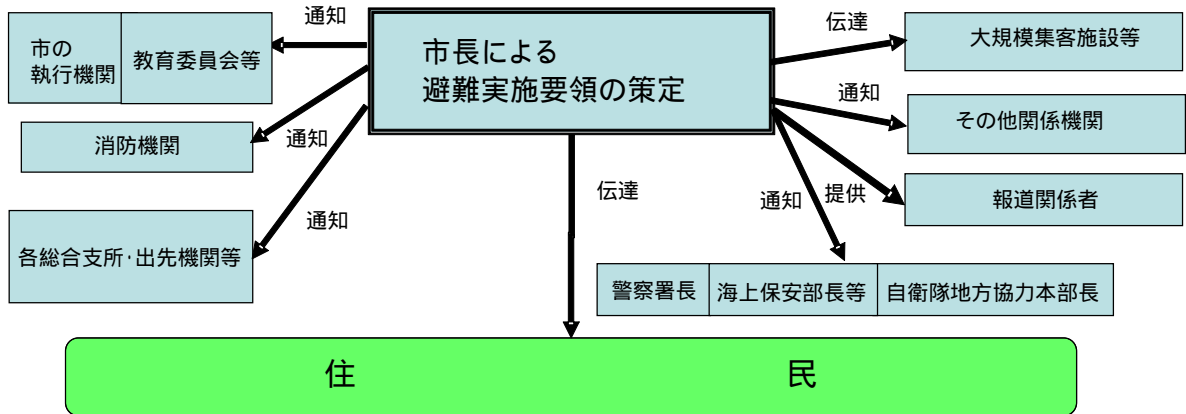 通知
市の
執行機関
教育委員会等
市長による
避難実施要領の策定
伝達
大規模集客施設等
通知
その他関係機関
消防機関
通知
伝達
通知
提供
報道関係者
通知
各総合支所・出先機関等
警察署長
海上保安部長等
自衛隊地方協力本部長
住 民